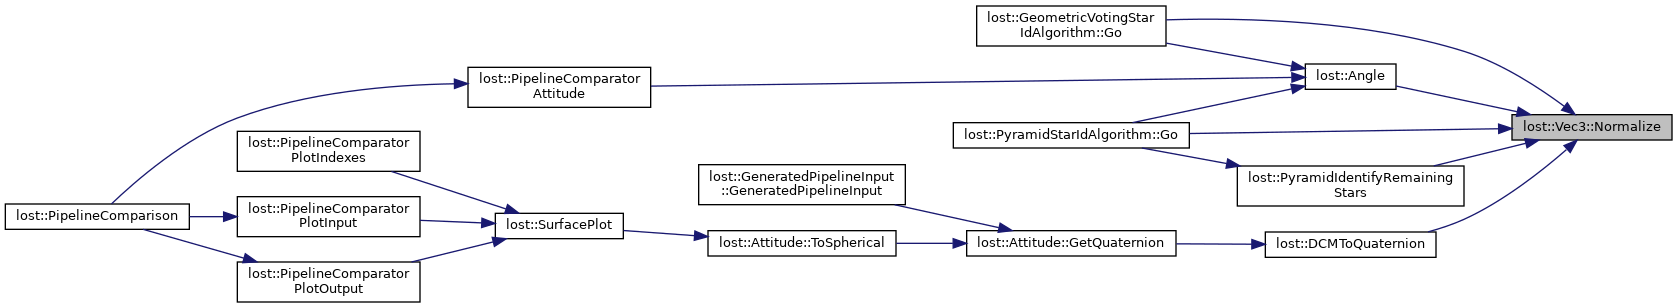 lost::GeometricVotingStar
IdAlgorithm::Go
lost::Angle
lost::PipelineComparator
Attitude
lost::Vec3::Normalize
lost::PyramidStarIdAlgorithm::Go
lost::PipelineComparator
PlotIndexes
lost::GeneratedPipelineInput
::GeneratedPipelineInput
lost::PyramidIdentifyRemaining
Stars
lost::PipelineComparison
lost::PipelineComparator
PlotInput
lost::SurfacePlot
lost::Attitude::ToSpherical
lost::Attitude::GetQuaternion
lost::DCMToQuaternion
lost::PipelineComparator
PlotOutput